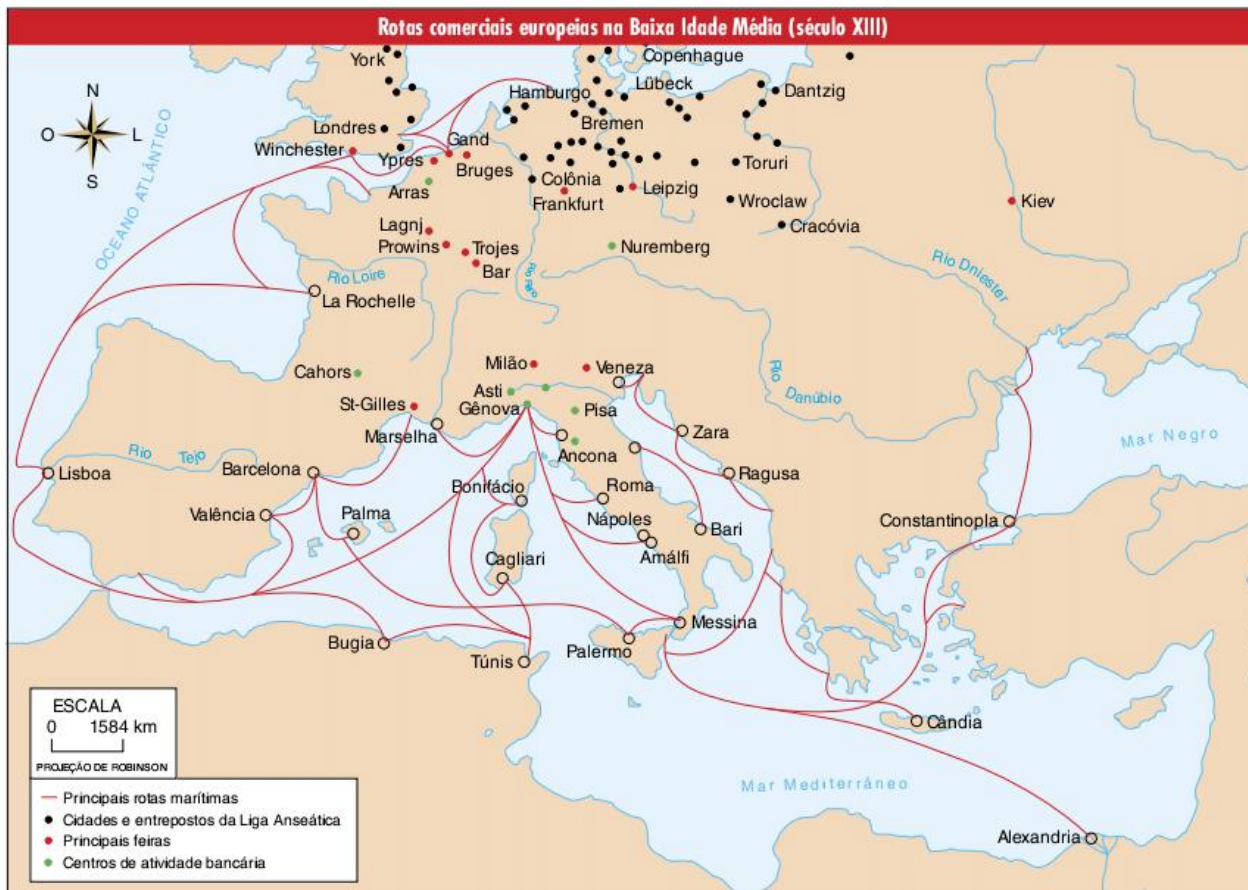 Rotas comerciais europeias na Baixa Idade Média (século XIII)
York
Copenhague
Lübeck
Hamburgo
Dantzig
N
O
L
S
Londres
Bremen
Winchester
Gand
Ypres
Bruges
Toruri
Colônia
Leipzig
Arras
Frankfurt
Wroclaw
Kiev
OCEANO ATLÂNTICO
Lagnj
Cracóvia
Prowins
Trojes
Nuremberg
Bar
Rio Reno
Rio Dniester
Rio Loire
La Rochelle
Milão
Veneza
Cahors
Rio Danúbio
Asti
St-Gilles
Gênova
Pisa
Marselha
Zara
Mar Negro
Rio Tejo
Ancona
Lisboa
Barcelona
Ragusa
Bonifácio
Roma
Valência
Palma
Nápoles
Bari
Constantinopla
Amálfi
Cagliari
Messina
Bugia
Palermo
Túnis
ESCALA
0 1584 km
PROJEÇÃO DE ROBINSON
Cândia
Mar Mediterrâneo
Principais rotas marítimas
Cidades e entrepostos da Liga Anseática
Principais feiras
Centros de atividade bancária
Alexandria